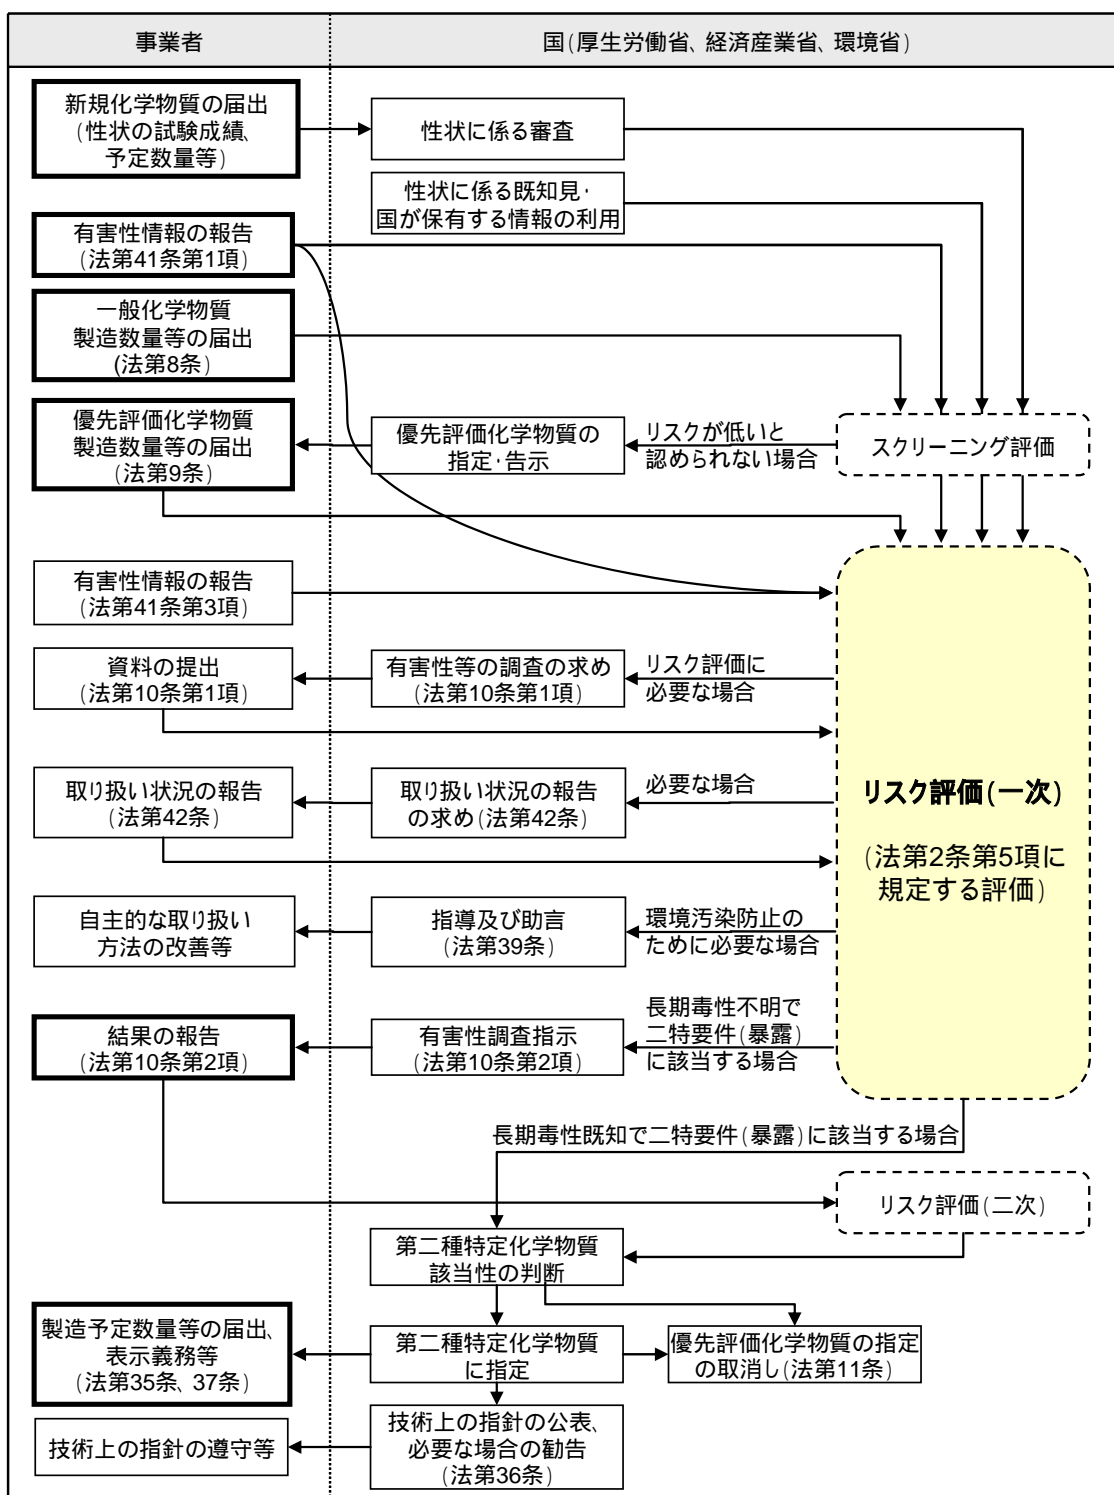 事業者
国(厚生労働省、経済産業省、環境省)
新規化学物質の届出
(性状の試験成績、
予定数量等)
性状に係る審査
性状に係る既知見・
国が保有する情報の利用
有害性情報の報告
(法第41条第1項)
一般化学物質
製造数量等の届出
(法第8条)
優先評価化学物質
製造数量等の届出
(法第9条)
優先評価化学物質の
指定・告示
リスクが低いと
認められない場合
スクリーニング評価
有害性情報の報告
(法第41条第3項)
資料の提出
(法第10条第1項)
有害性等の調査の求め
(法第10条第1項)
リスク評価に
必要な場合
取り扱い状況の報告
(法第42条)
取り扱い状況の報告
の求め(法第42条)
必要な場合
リスク評価(一次)
(法第2条第5項に
規定する評価)
自主的な取り扱い
方法の改善等
指導及び助言
(法第39条)
環境汚染防止の
ために必要な場合
結果の報告
(法第10条第2項)
有害性調査指示
(法第10条第2項)
長期毒性不明で
二特要件(暴露)
に該当する場合
長期毒性既知で二特要件(暴露)に該当する場合
リスク評価(二次)
第二種特定化学物質
該当性の判断
製造予定数量等の届出、
表示義務等
(法第35条、37条)
第二種特定化学物質
に指定
優先評価化学物質の指定
の取消し(法第11条)
技術上の指針の遵守等
技術上の指針の公表、
必要な場合の勧告
(法第36条)